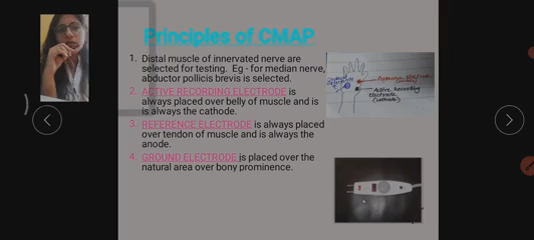 Principles of CMAP
1. Distal muscle of innervated nerve are
selected for testing. Eg - for median nerve,
abductor pollicis brevis is selected.
2. ACTIVE RECORDING ELECTRODE is
always placed over belly of muscle and is
is always the cathode.
3. REFERENCE ELECTRODE is always placed
over tendon of muscle and is always the
anode.
4. GROUND ELECTRODE is placed over the
natural area over bony prominence.
Active Recording
electrode
(cathode)